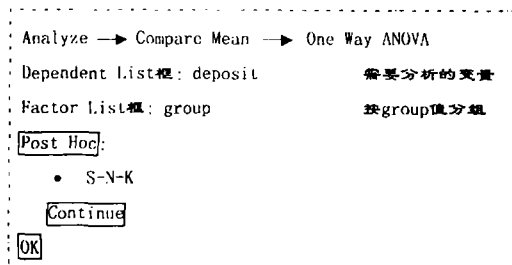 Analyze → Compare Mean → One Way ANOVA
Dependent List框: deposit 需要分析的变量
Factor List框: group 按group值分组
Post Hoc:
• S-N-K
Continue
OK